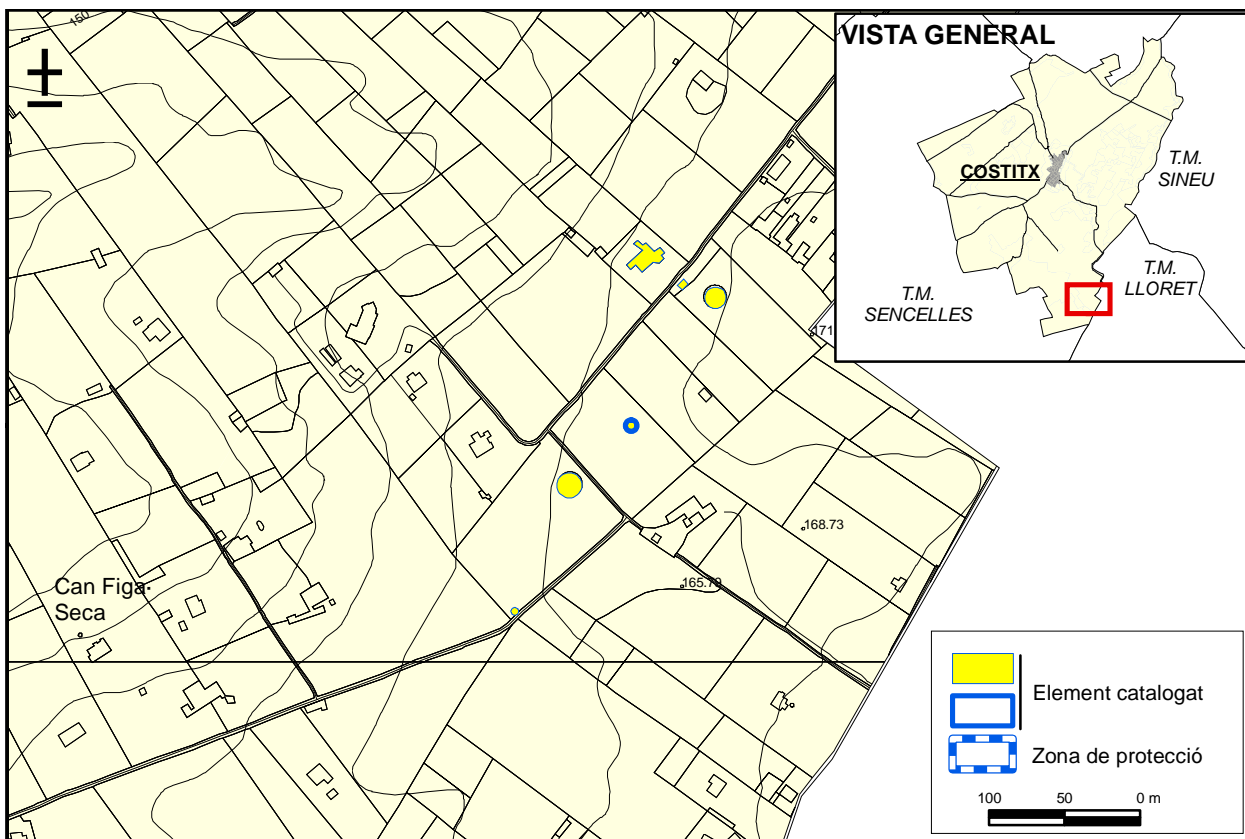 150
VISTA GENERAL
COSTITX
T.M.
SINEU
T.M.
LLORET
T.M.
SENCELLES
171
168.73
165.79
Can Figa
Seca
Element catalogat
Zona de protecció
100 50 0 m